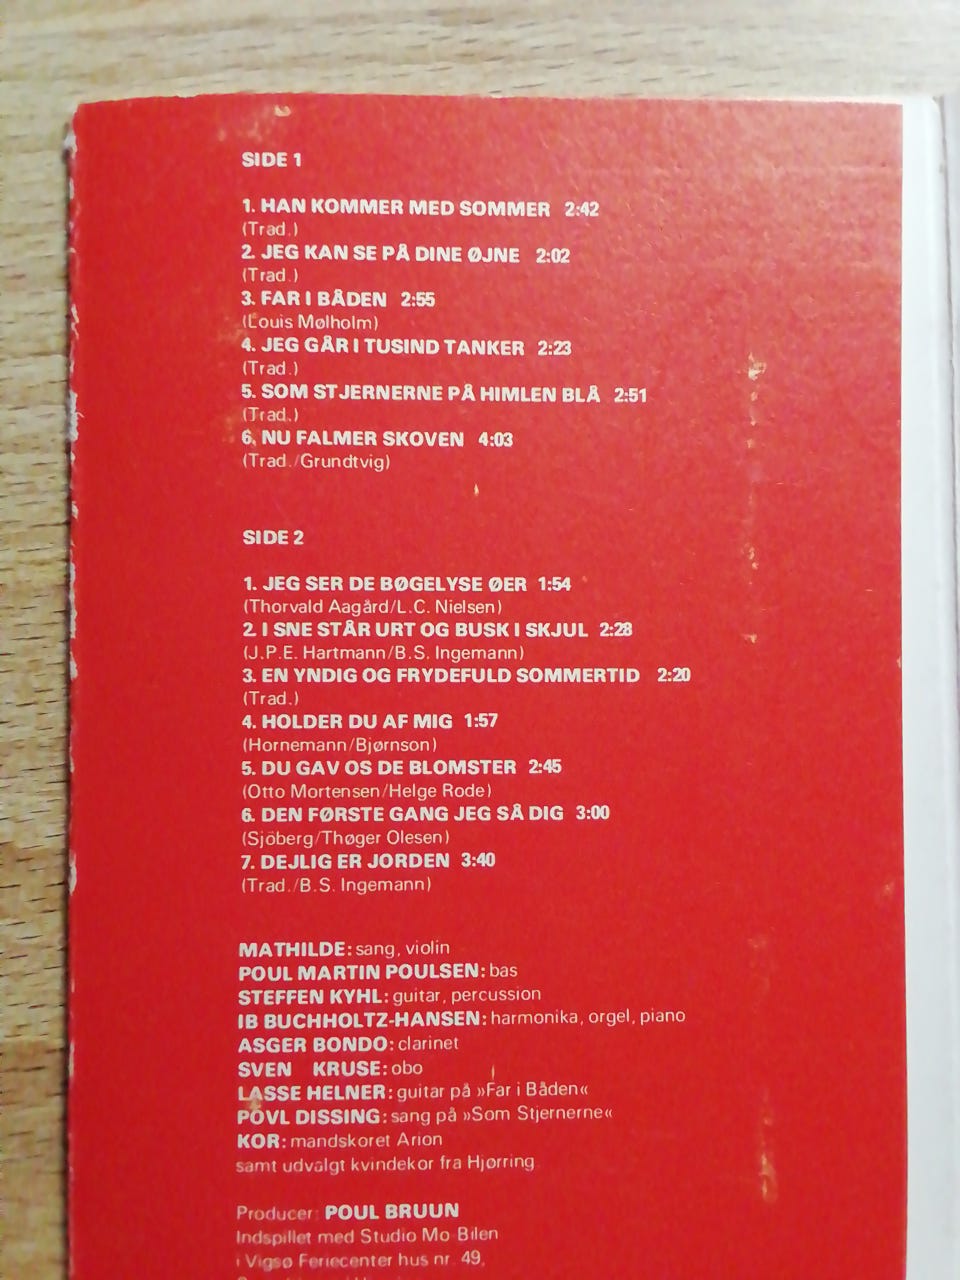 SIDE 1
1. HAN KOMMER MED SOMMER 2:42
(Trad.)
2. JEG KAN SE PÅ DINE ØJNE 2:02
(Trad.)
3. FAR I BÅDEN 2:55
(Louis Mølholm)
4. JEG GÅR I TUSIND TANKER 2:23
(Trad.)
5. SOM STJERNERNE PÅ HIMLEN BLÅ 2:51
(Trad.)
6. NU FALMER SKOVEN 4:03
(Trad./Grundtvig)
SIDE 2
1. JEG SER DE BØGELYSE ØER 1:54
(Thorvald Aagård/L.C. Nielsen)
2. I SNE STÅR URT OG BUSK I SKJUL 2:28
(J.P.E. Hartmann/B.S. Ingemann)
3. EN YNDIG OG FRYDEFULD SOMMERTID 2:20
(Trad.)
4. HOLDER DU AF MIG 1:57
(Hornemann/Bjørnson)
5. DU GAV OS DE BLOMSTER 2:45
(Otto Mortensen/Helge Rode)
6. DEN FØRSTE GANG JEG SÅ DIG 3:00
(Sjöberg/Thøger Olesen)
7. DEJLIG ER JORDEN 3:40
(Trad./B.S. Ingemann)
MATHILDE: sang, violin
POUL MARTIN POULSEN: bas
STEFFEN KYHL: guitar, percussion
IB BUCHHOLTZ-HANSEN: harmonika, orgel, piano
ASGER BONDO: clarinet
SVEN KRUSE: obo
LASSE HELNER: guitar på »Far i Båden«
POVL DISSING: sang på »Som Stjernerne«
KOR: mandskoret Arion
samt udvalgt kvindekor fra Hjørring
Producer: POUL BRUUN
Indspillet med Studio Mo-Bilen
i Vigsø Feriecenter hus nr. 49,